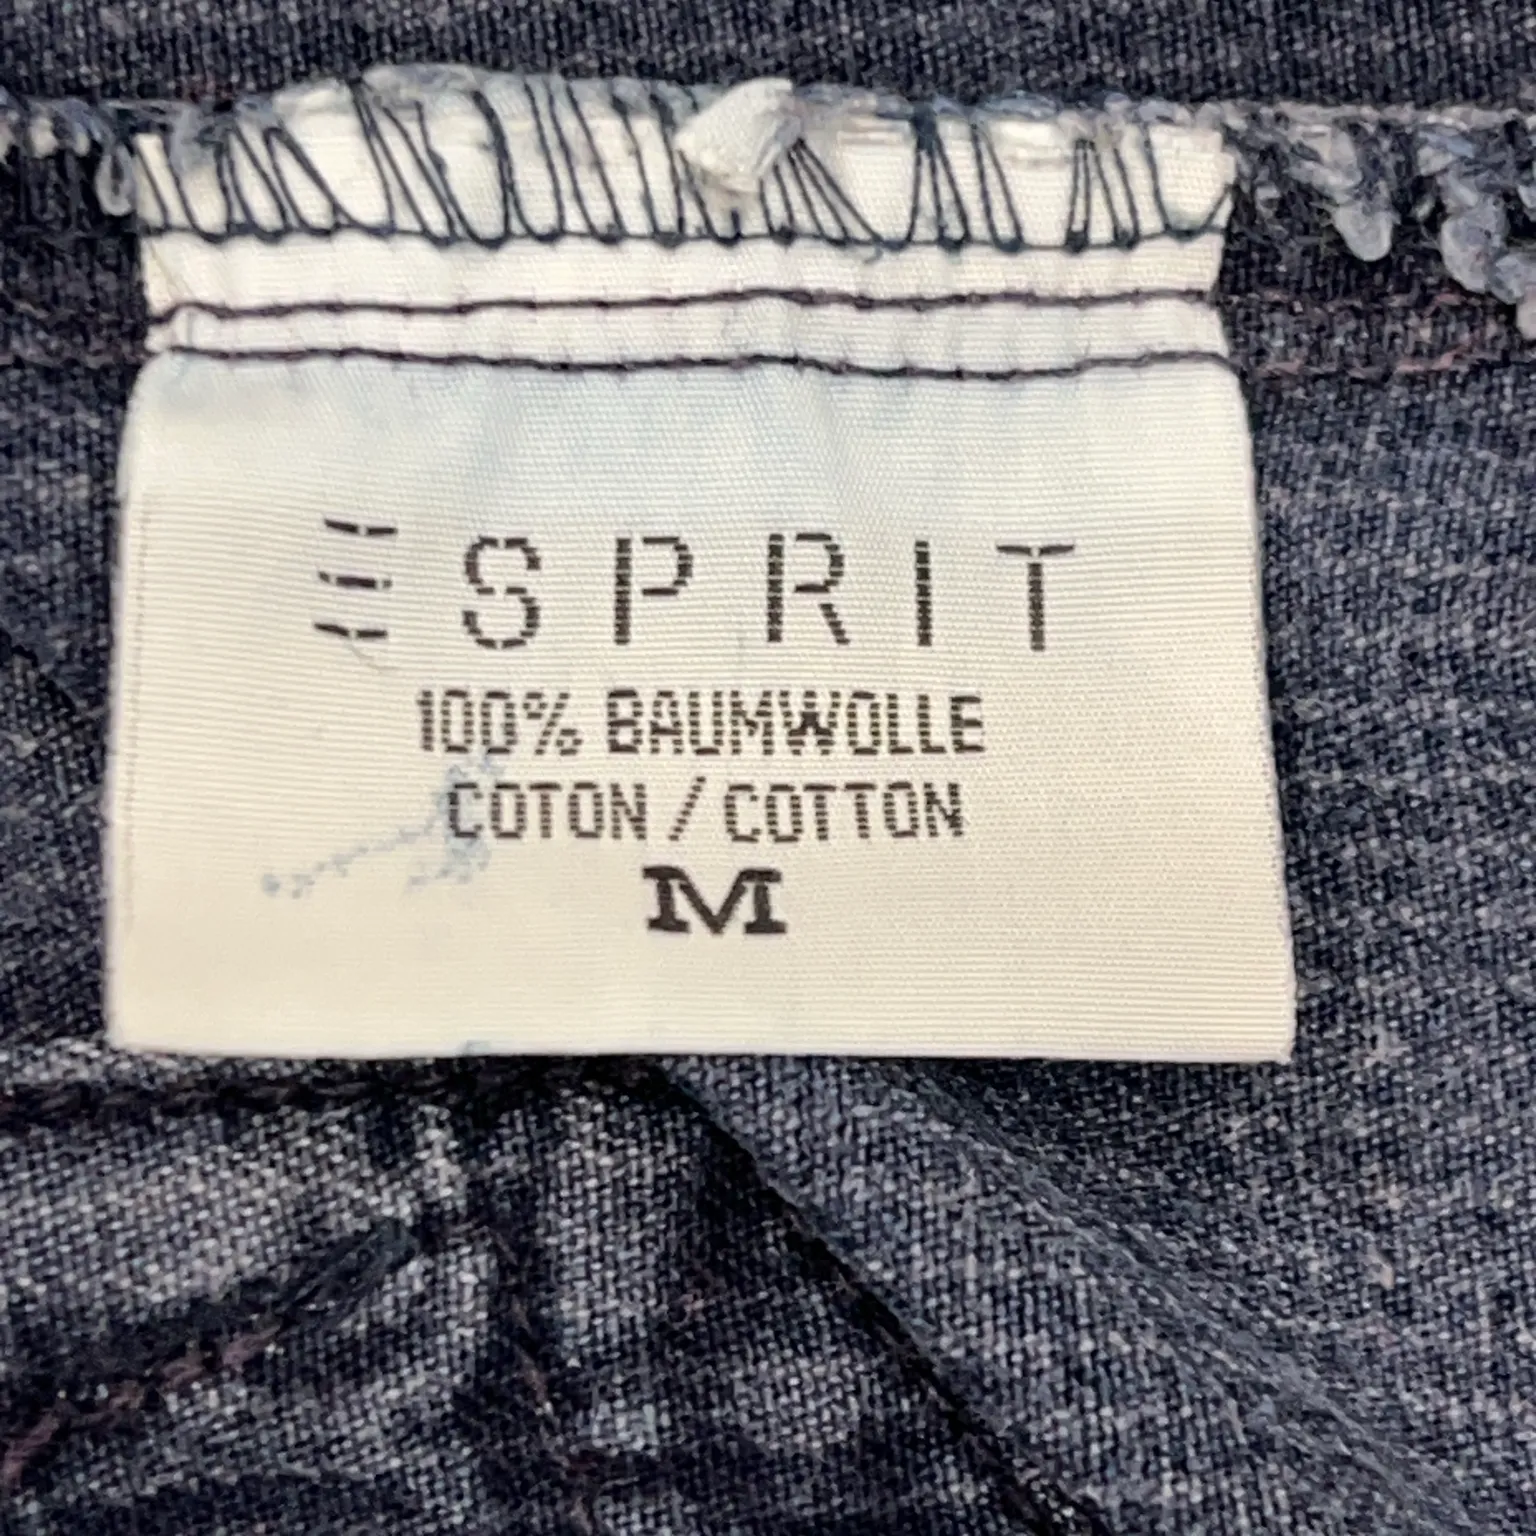 ESPRIT
100% BAUMWOLLE
COTON / COTTON
M